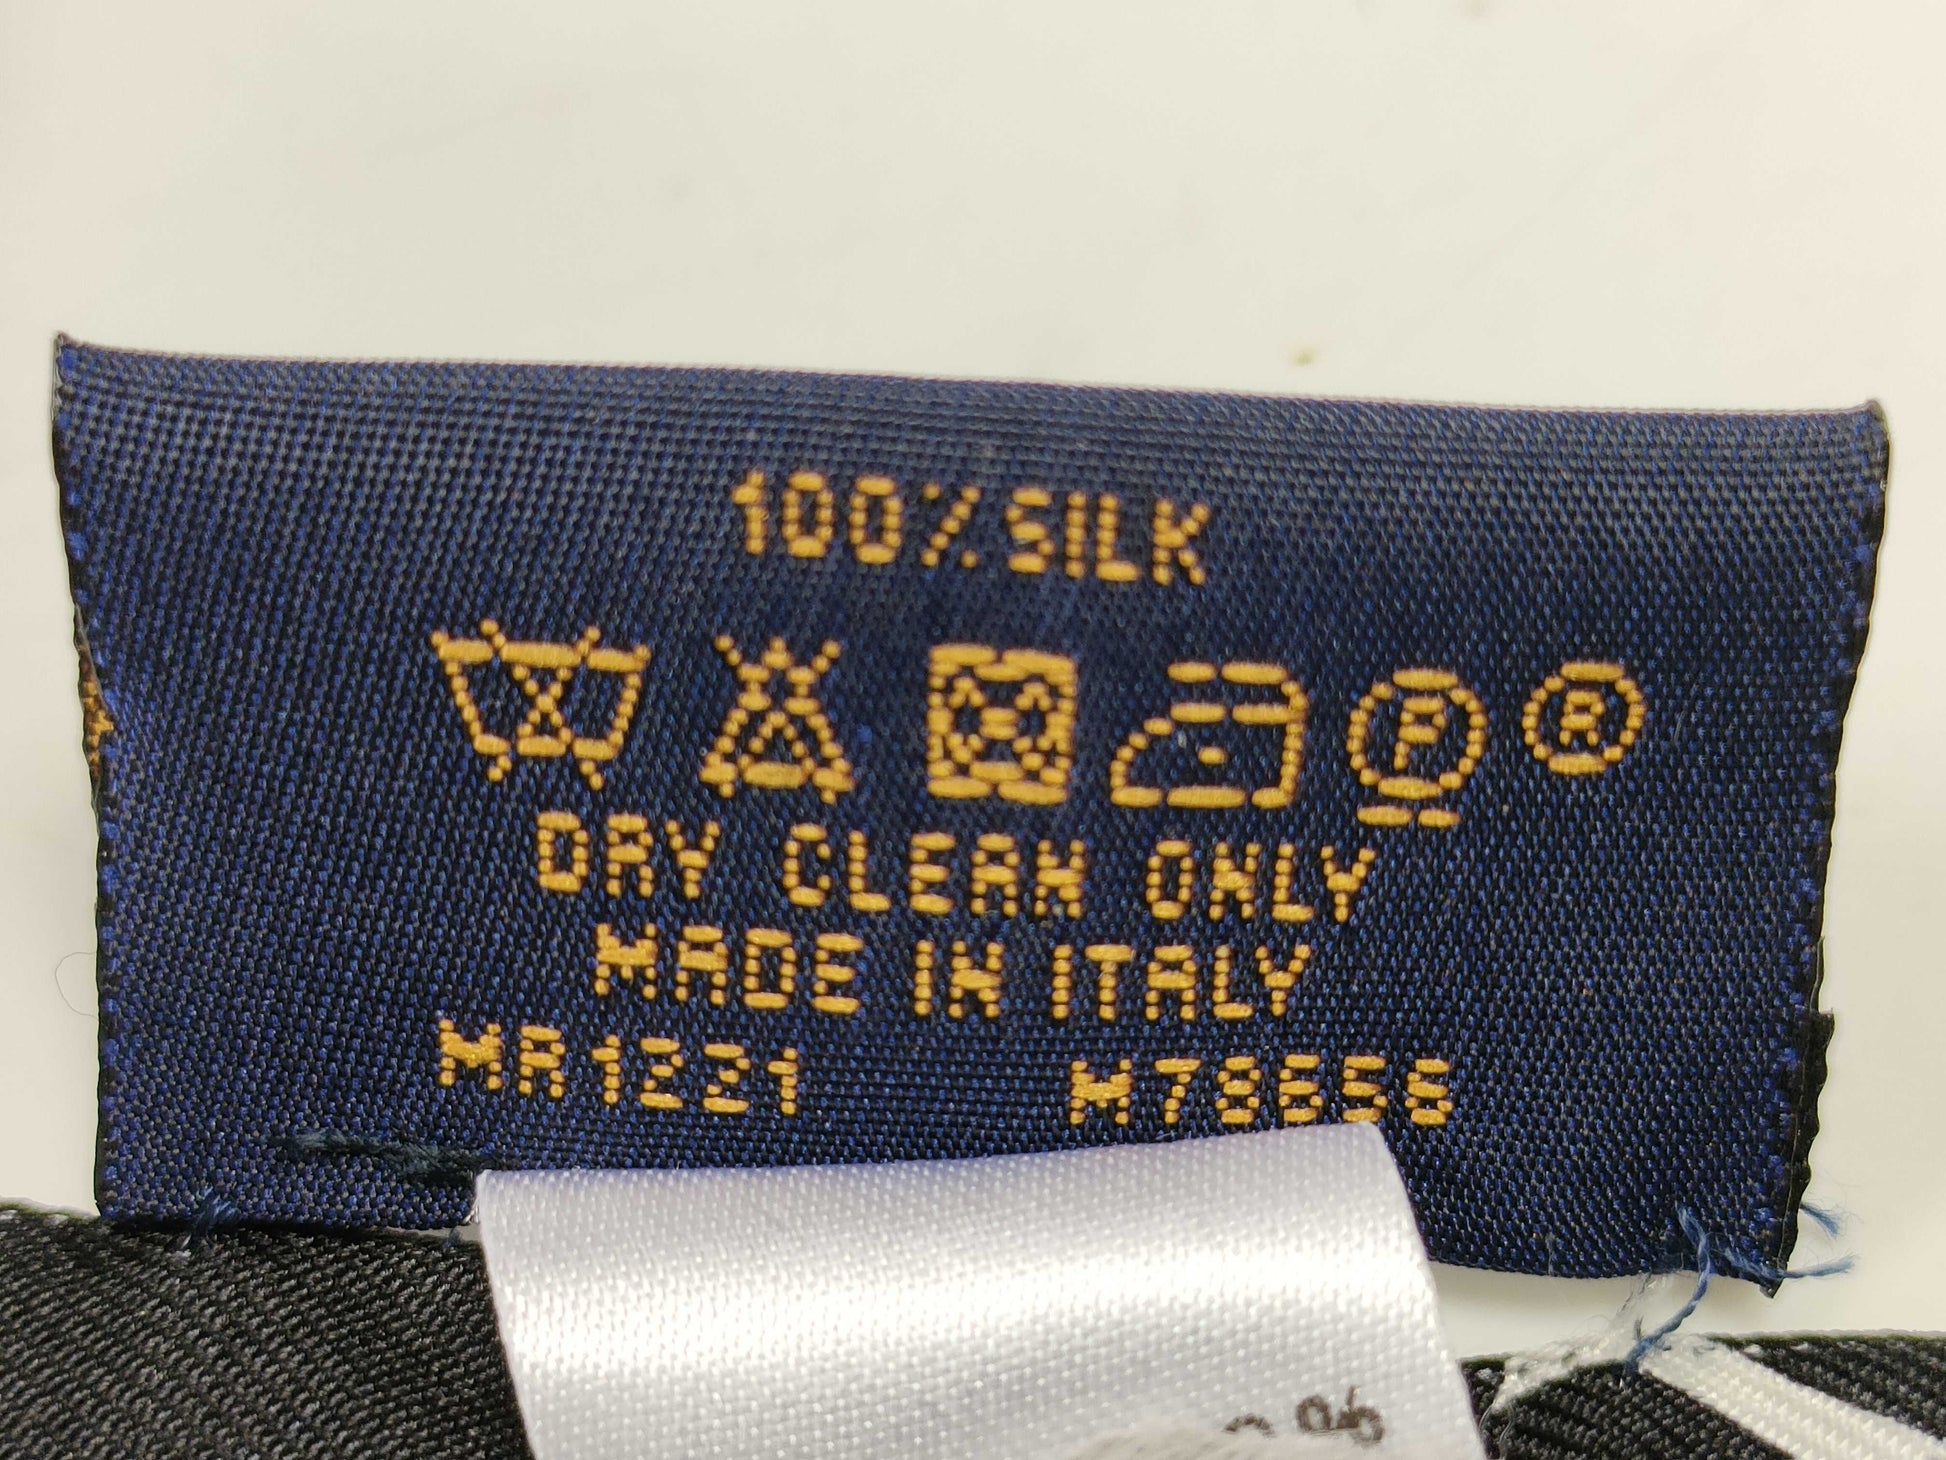 100% SILK
P R
DRY CLEAN ONLY
MADE IN ITALY
MR1221 M78656
%